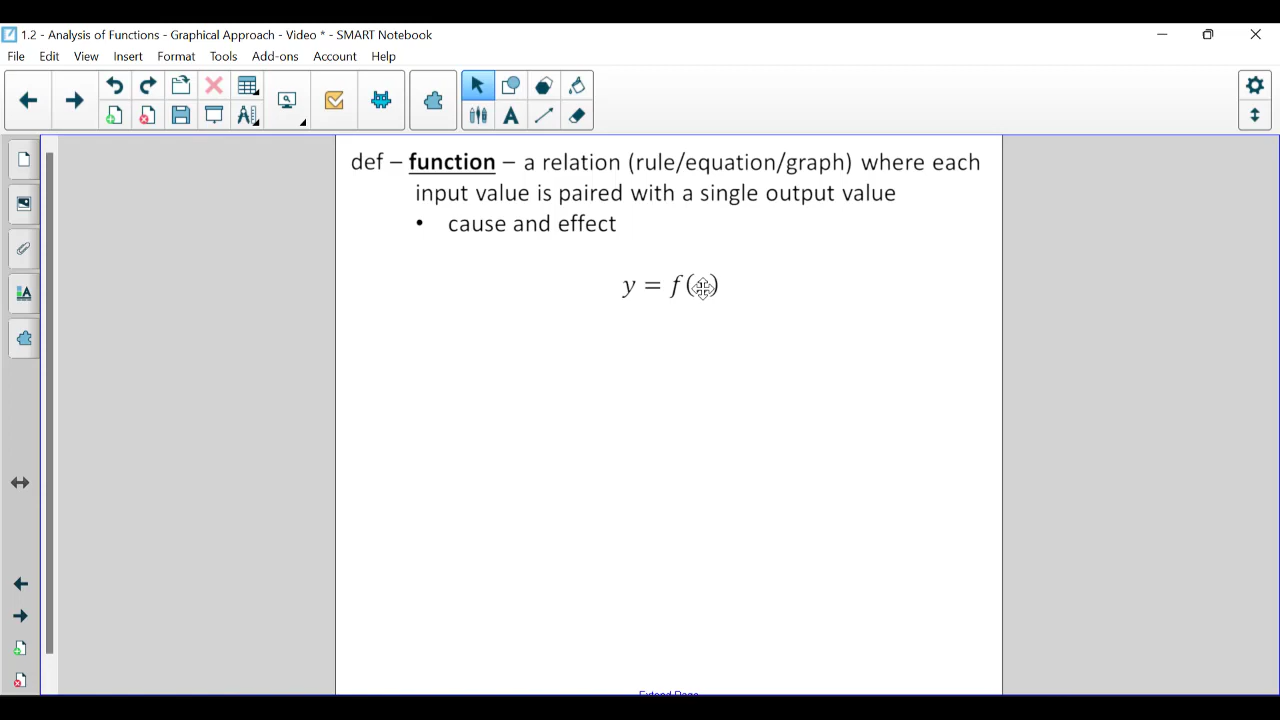 1.2 - Analysis of Functions - Graphical Approach - Video * - SMART Notebook
File Edit View Insert Format Tools Add-ons Account Help
def – function – a relation (rule/equation/graph) where each
input value is paired with a single output value
• cause and effect
y = f( )
Extend Page